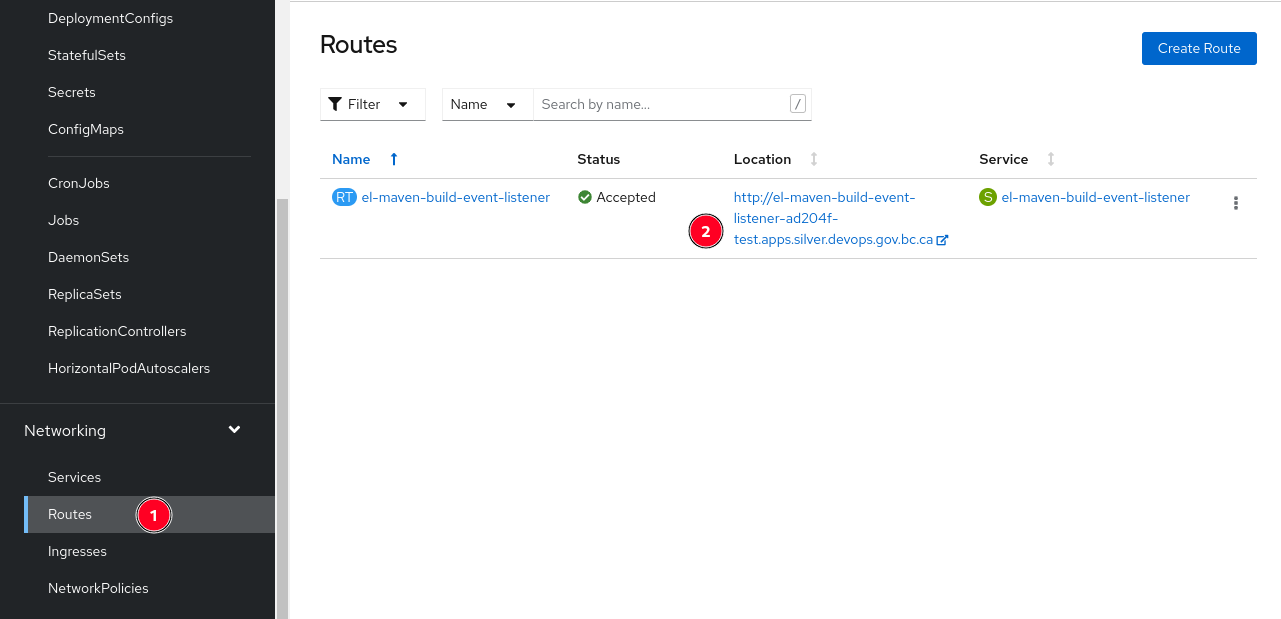 DeploymentConfigs
StatefulSets
Secrets
ConfigMaps
CronJobs
Jobs
DaemonSets
ReplicaSets
ReplicationControllers
HorizontalPodAutoscalers
Networking
Services
Routes 1
Ingresses
NetworkPolicies
Routes
Create Route
Filter Name Search by name... /
Name Status Location Service
RT el-maven-build-event-listener Accepted http://el-maven-build-event- S el-maven-build-event-listener
listener-ad204f-
2 test.apps.silver.devops.gov.bc.ca